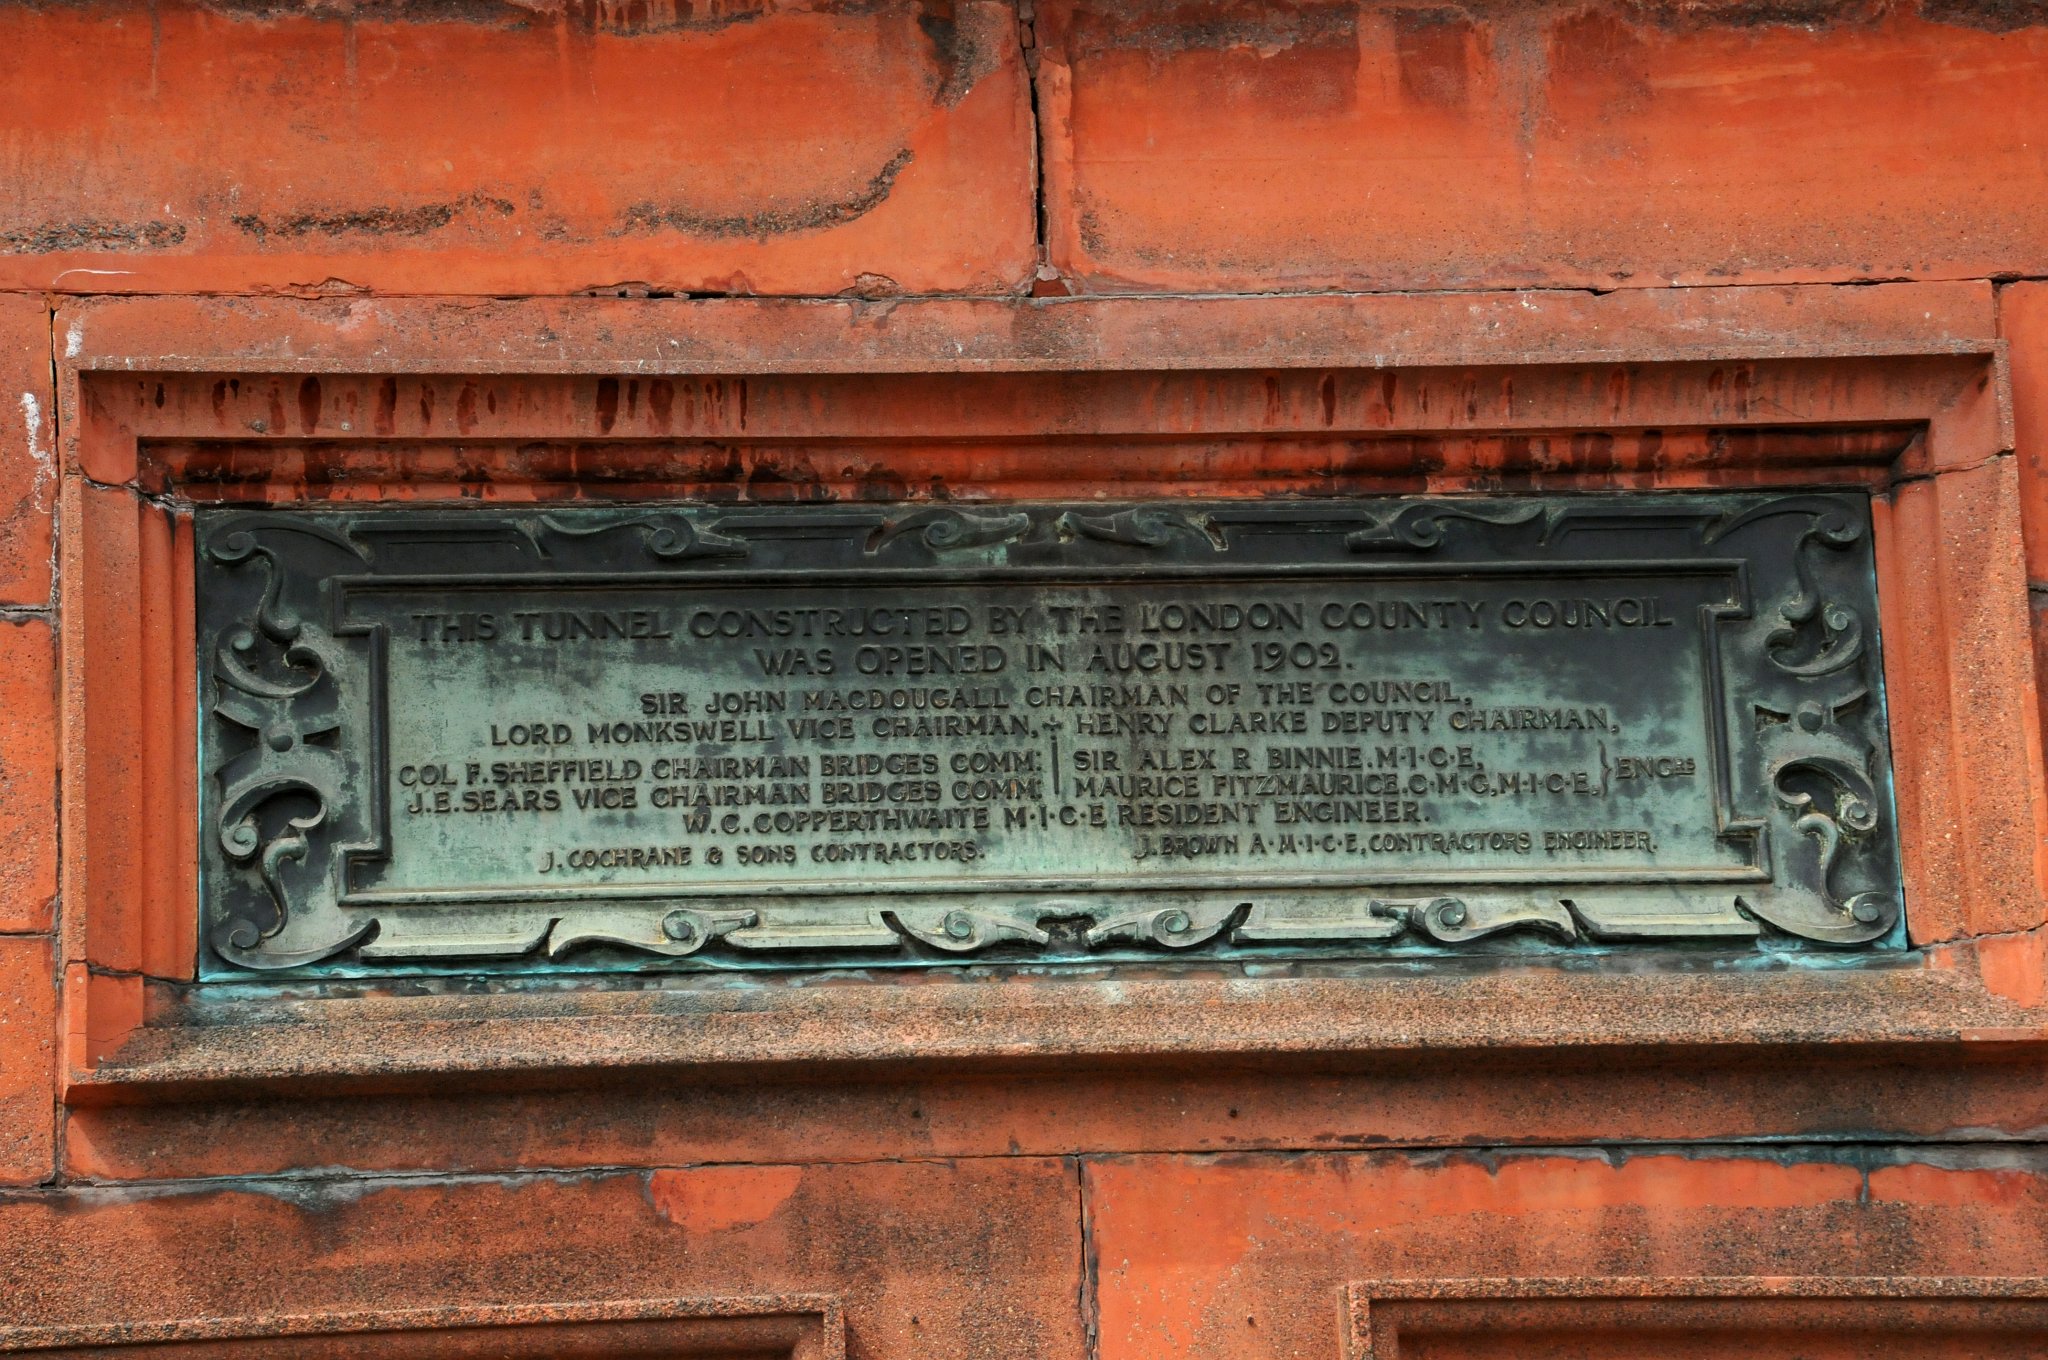 THIS TUNNEL CONSTRUCTED BY THE LONDON COUNTY COUNCIL
WAS OPENED IN AUGUST 1902.
SIR JOHN MACDOUGALL CHAIRMAN OF THE COUNCIL,
LORD MONKSWELL VICE CHAIRMAN, + HENRY CLARKE DEPUTY CHAIRMAN,
COL F. SHEFFIELD CHAIRMAN BRIDGES COMM:
J.E. SEARS VICE CHAIRMAN BRIDGES COMM:
SIR ALEX R BINNIE. M·I·C·E,
MAURICE FITZMAURICE. C·M·G, M·I·C·E,
} ENGRS
W.C. COPPERTHWAITE M·I·C·E RESIDENT ENGINEER.
J. COCHRANE & SONS CONTRACTORS. J. BROWN A·M·I·C·E, CONTRACTORS ENGINEER.